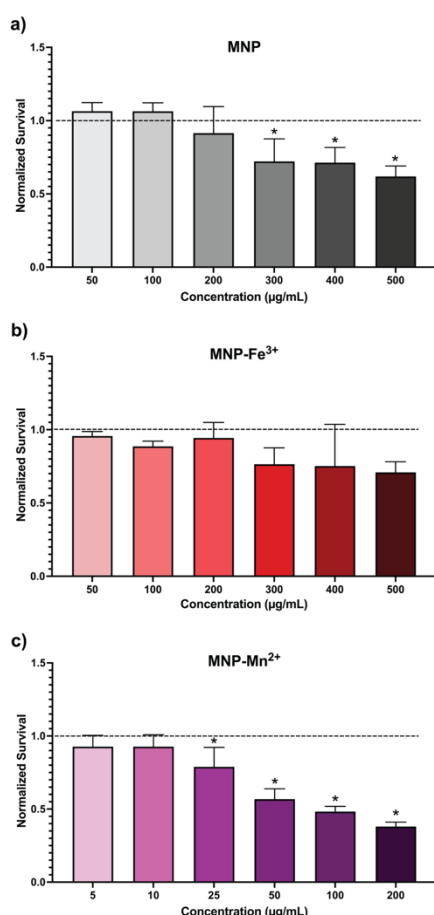 a)
MNP
Normalized Survival
1.5
1.0
0.5
0.0
* * *
50 100 200 300 400 500
Concentration (µg/mL)
b)
MNP-Fe³⁺
Normalized Survival
1.5
1.0
0.5
0.0
50 100 200 300 400 500
Concentration (µg/mL)
c)
MNP-Mn²⁺
Normalized Survival
1.5
1.0
0.5
0.0
* * * *
5 10 25 50 100 200
Concentration (µg/mL)